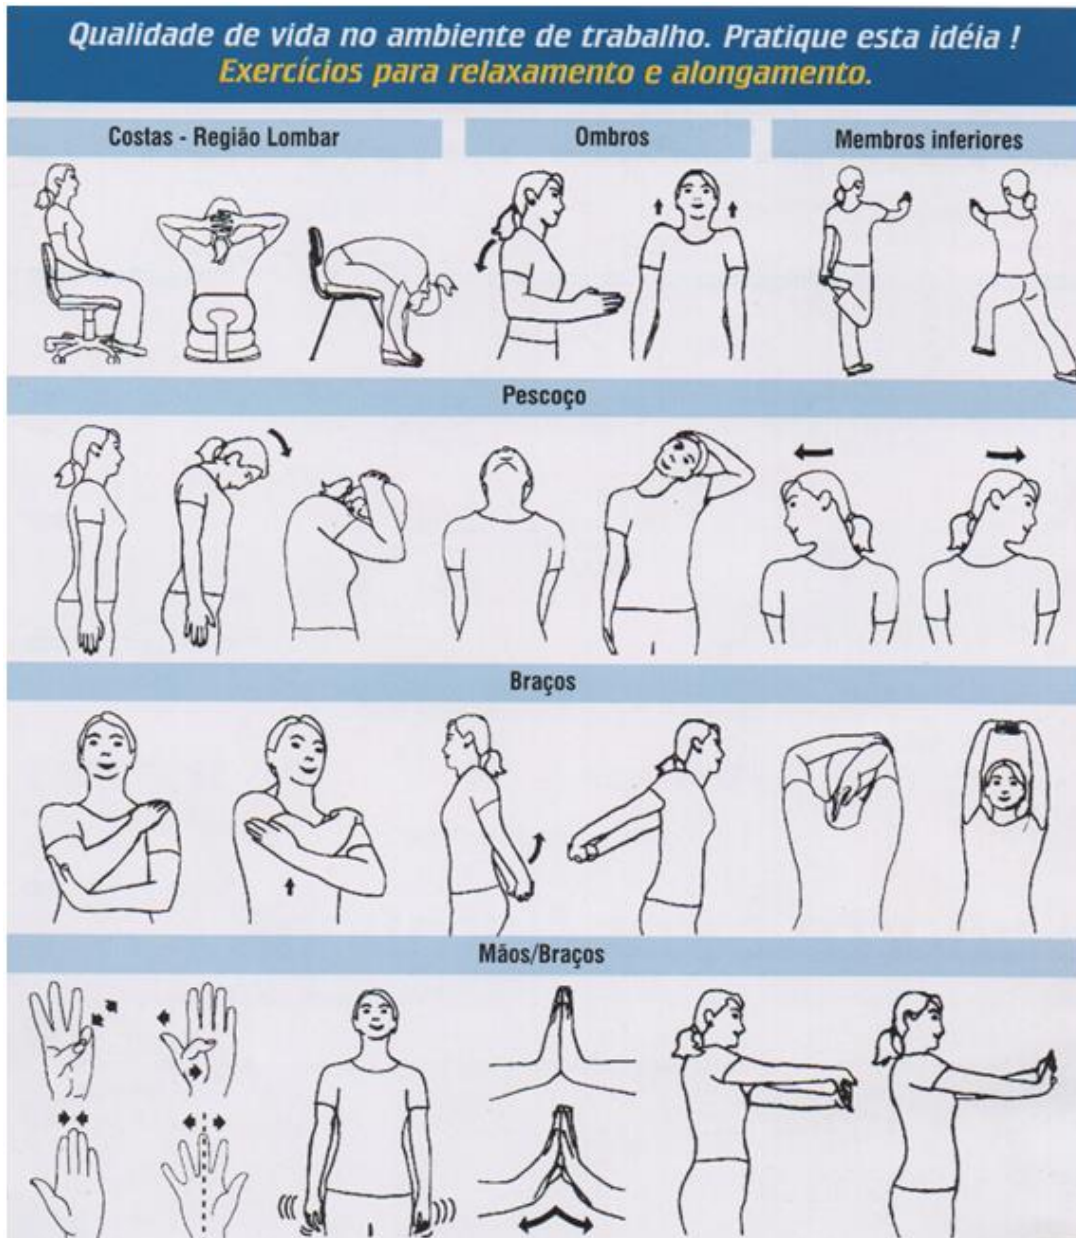 Qualidade de vida no ambiente de trabalho. Pratique esta idéia !
Exercícios para relaxamento e alongamento.
Costas - Região Lombar
Ombros
Membros inferiores
Pescoço
Braços
Mãos/Braços